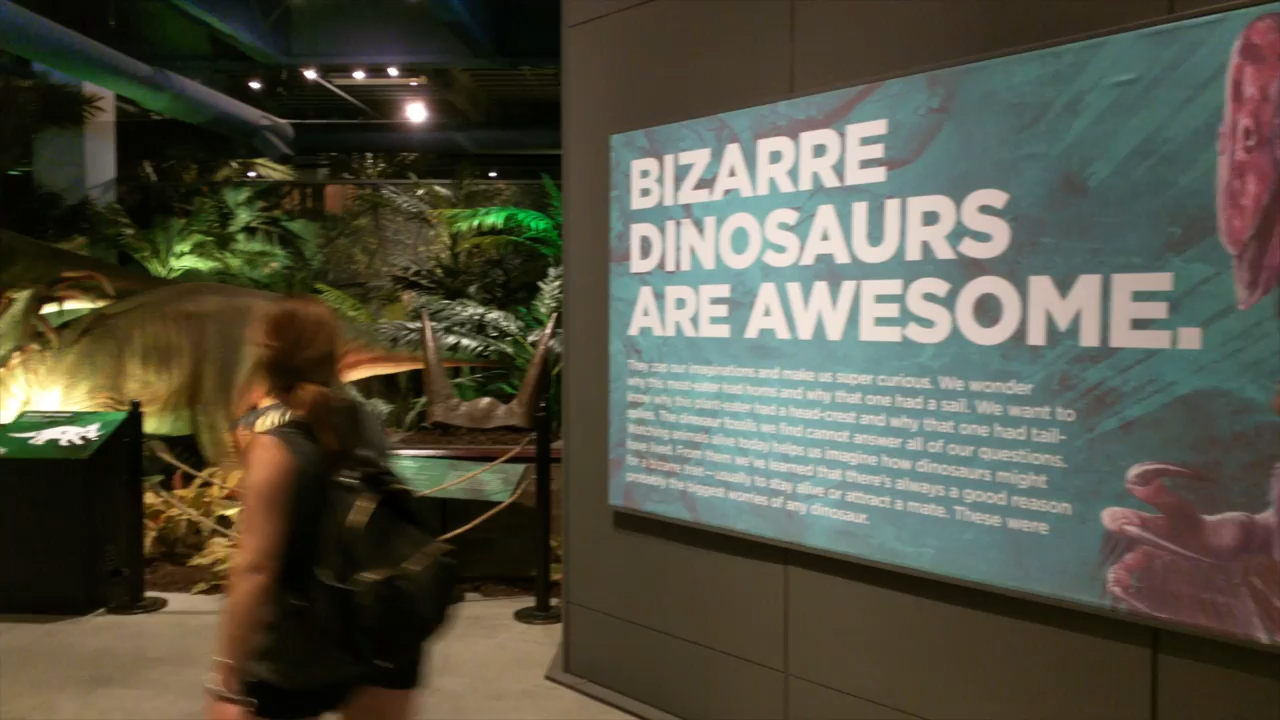 BIZARRE
DINOSAURS
ARE AWESOME.
They zap our imaginations and make us super curious. We wonder
why this meat-eater had horns and why that one had a sail. We want to
know why this plant-eater had a head-crest and why that one had tail-
spikes. The dinosaur fossils we find cannot answer all of our questions.
Studying animals alive today helps us imagine how dinosaurs might
have lived. From them we've learned that there's always a good reason
for a bizarre trait—usually to stay alive or attract a mate. These were
probably the biggest worries of any dinosaur.